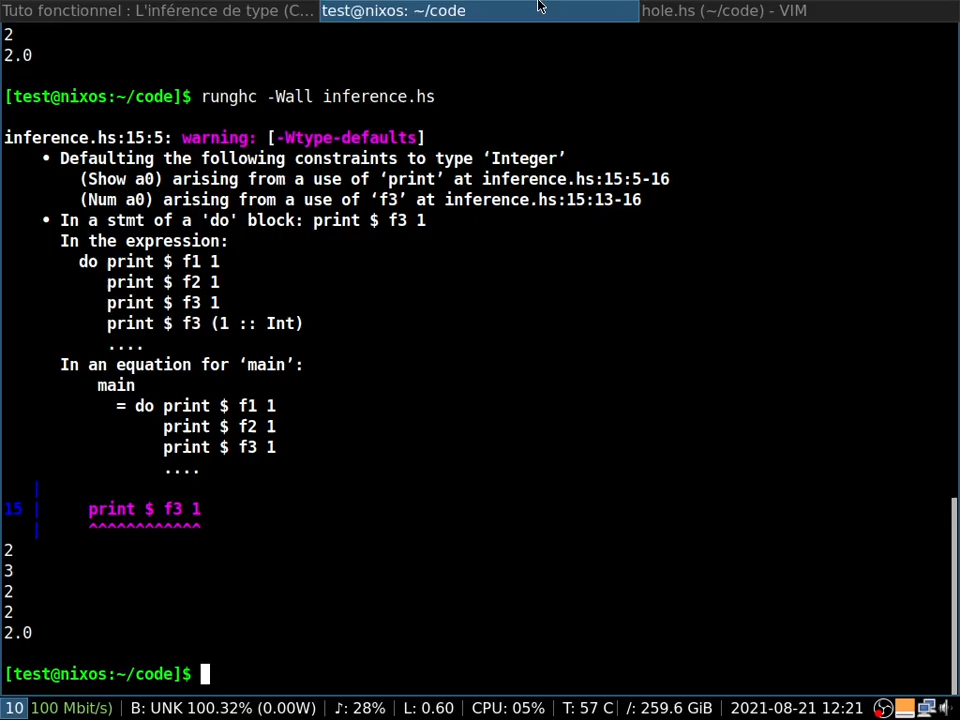 Tuto fonctionnel : L'inférence de type (C... test@nixos: ~/code hole.hs (~/code) - VIM
2
2.0
[test@nixos:~/code]$ runghc -Wall inference.hs
inference.hs:15:5: warning: [-Wtype-defaults]
• Defaulting the following constraints to type ‘Integer’
(Show a0) arising from a use of ‘print’ at inference.hs:15:5-16
(Num a0) arising from a use of ‘f3’ at inference.hs:15:13-16
• In a stmt of a 'do' block: print $ f3 1
In the expression:
do print $ f1 1
print $ f2 1
print $ f3 1
print $ f3 (1 :: Int)
....
In an equation for ‘main’:
main
= do print $ f1 1
print $ f2 1
print $ f3 1
....
|
15 | print $ f3 1
| ^^^^^^^^^^^^
2
3
2
2
2.0
[test@nixos:~/code]$
10 100 Mbit/s) | B: UNK 100.32% (0.00W) | ♪: 28% | L: 0.60 | CPU: 05% | T: 57 C | /: 259.6 GiB | 2021-08-21 12:21